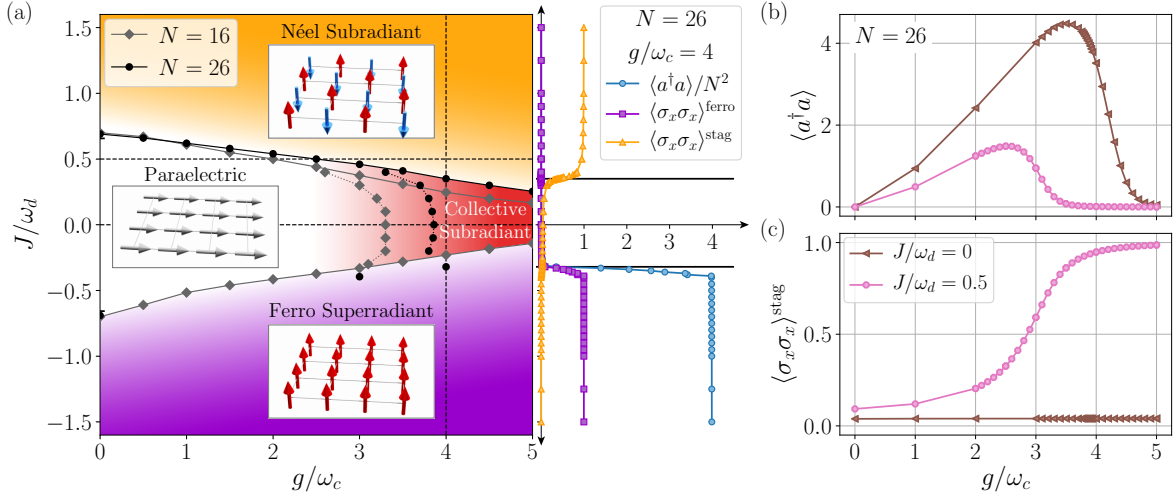 (a)
N = 16
N = 26
Néel Subradiant
Paraelectric
Collective
Subradiant
Ferro Superradiant
1.5
1.0
0.5
0.0
−0.5
−1.0
−1.5
J/ω_d
0 1 2 3 4 5
g/ω_c
N = 26
g/ω_c = 4
⟨a†a⟩/N²
⟨σ_xσ_x⟩^ferro
⟨σ_xσ_x⟩^stag
1 2 3 4
(b)
N = 26
4
2
0
⟨a†a⟩
(c)
J/ω_d = 0
J/ω_d = 0.5
1.0
0.5
0.0
⟨σ_xσ_x⟩^stag
0 1 2 3 4 5
g/ω_c